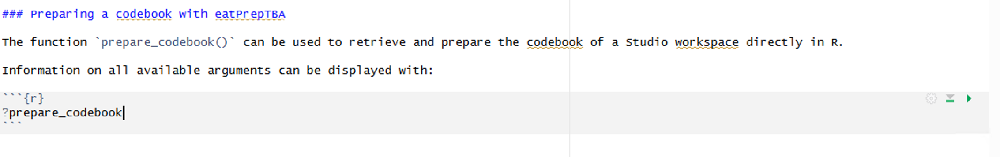 ### Preparing a codebook with eatPrepTBA
The function `prepare_codebook()` can be used to retrieve and prepare the codebook of a Studio workspace directly in R.
Information on all available arguments can be displayed with:
```{r}
?prepare_codebook
```